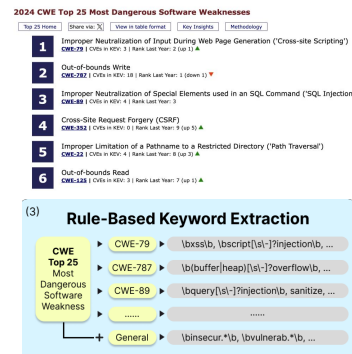 2024 CWE Top 25 Most Dangerous Software Weaknesses
Top 25 Home Share via: View in table format Key Insights Methodology
1 Improper Neutralization of Input During Web Page Generation ('Cross-site Scripting')
CWE-79 | CVEs in KEV: 3 | Rank Last Year: 2 (up 1) ▲
2 Out-of-bounds Write
CWE-787 | CVEs in KEV: 18 | Rank Last Year: 1 (down 1) ▼
3 Improper Neutralization of Special Elements used in an SQL Command ('SQL Injection
CWE-89 | CVEs in KEV: 4 | Rank Last Year: 3
4 Cross-Site Request Forgery (CSRF)
CWE-352 | CVEs in KEV: 0 | Rank Last Year: 9 (up 5) ▲
5 Improper Limitation of a Pathname to a Restricted Directory ('Path Traversal')
CWE-22 | CVEs in KEV: 4 | Rank Last Year: 8 (up 3) ▲
6 Out-of-bounds Read
CWE-125 | CVEs in KEV: 3 | Rank Last Year: 7 (up 1) ▲
(3) Rule-Based Keyword Extraction
CWE
Top 25
Most
Dangerous
Software
Weakness
CWE-79 \bxss\b, \bscript[\s\-]?injection\b, ...
CWE-787 \b(buffer|heap)[\s\-]?overflow\b, ...
CWE-89 \bquery[\s\-]?injection\b, sanitize, ...
...... ......
+ General \binsecur.*\b, \bvulnerab.*\b, ...